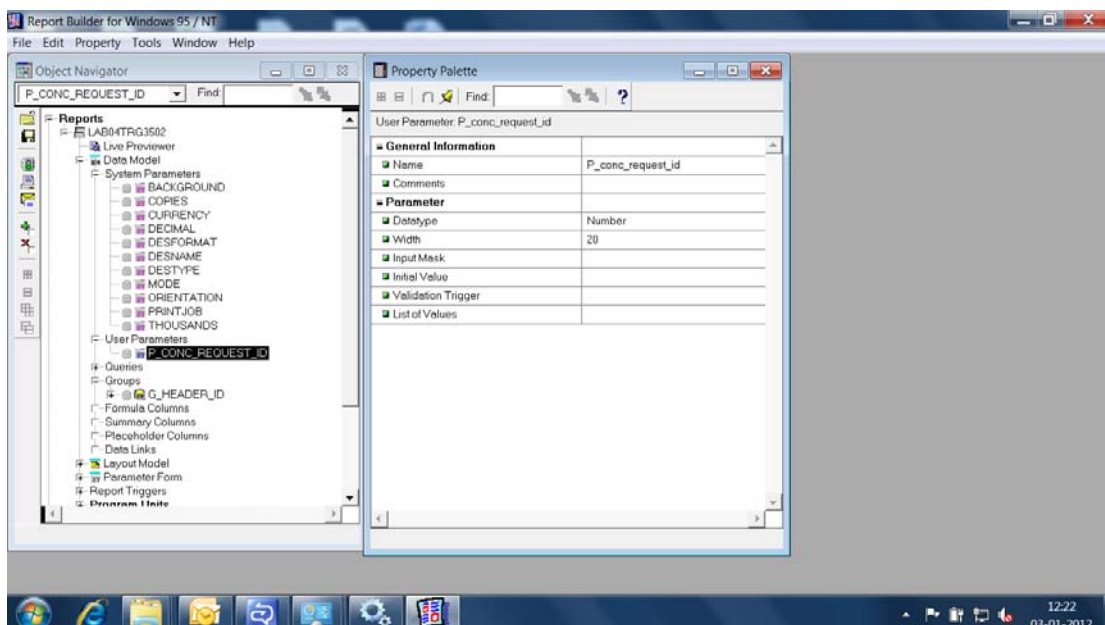 Report Builder for Windows 95 / NT
File Edit Property Tools Window Help
Object Navigator
P_CONC_REQUEST_ID Find:
Reports
LAB04TRG3502
Live Previewer
Data Model
System Parameters
BACKGROUND
COPIES
CURRENCY
DECIMAL
DESFORMAT
DESNAME
DESTYPE
MODE
ORIENTATION
PRINTJOB
THOUSANDS
User Parameters
P_CONC_REQUEST_ID
Queries
Groups
G_HEADER_ID
Formula Columns
Summary Columns
Placeholder Columns
Data Links
Layout Model
Parameter Form
Report Triggers
Program Units
Property Palette
Find: ?
User Parameter: P_conc_request_id
General Information
Name P_conc_request_id
Comments
Parameter
Datatype Number
Width 20
Input Mask
Initial Value
Validation Trigger
List of Values
12:22
03-01-2012